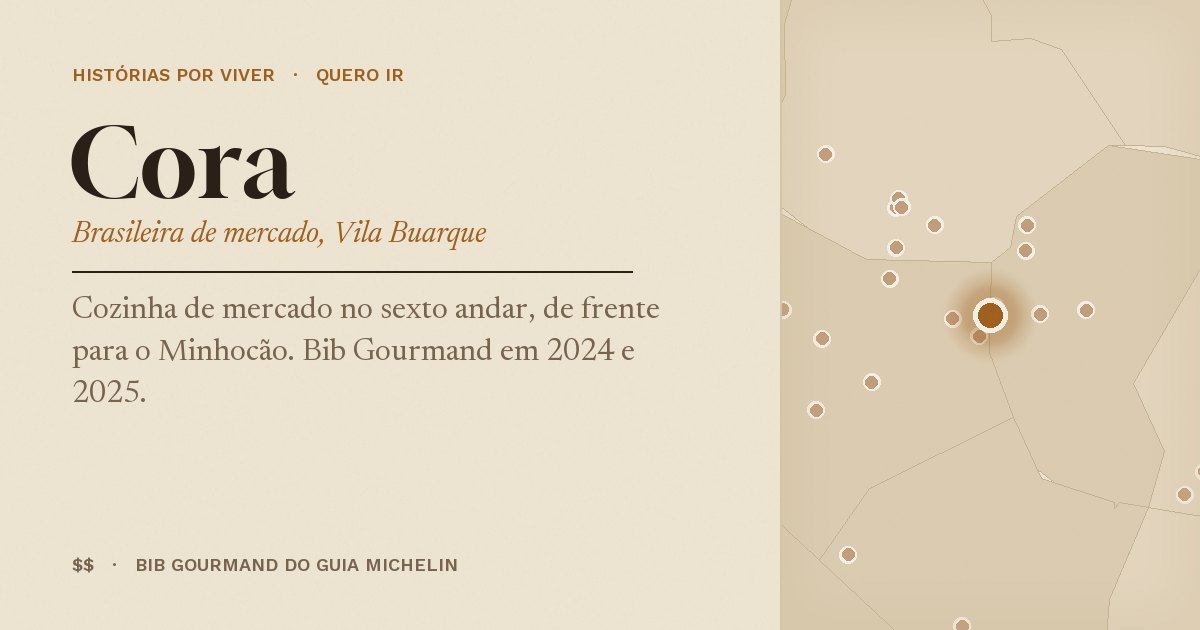 HISTÓRIAS POR VIVER · QUERO IR
Cora
Brasileira de mercado, Vila Buarque
Cozinha de mercado no sexto andar, de frente
para o Minhocão. Bib Gourmand em 2024 e
2025.
$$ · BIB GOURMAND DO GUIA MICHELIN